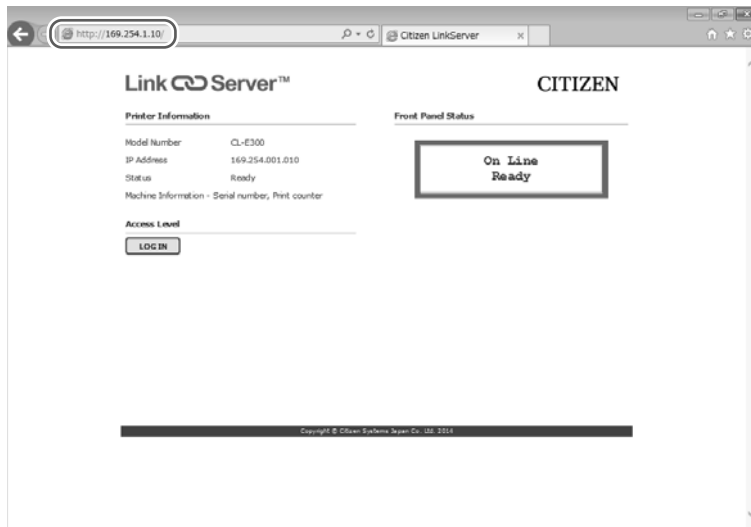 http://169.254.1.10/
Citizen LinkServer
Link Server™
CITIZEN
Printer Information
Model Number CL-E300
IP Address 169.254.001.010
Status Ready
Machine Information - Serial number, Print counter
Access Level
LOG IN
Front Panel Status
On Line
Ready
Copyright © Citizen Systems Japan Co. Ltd. 2014